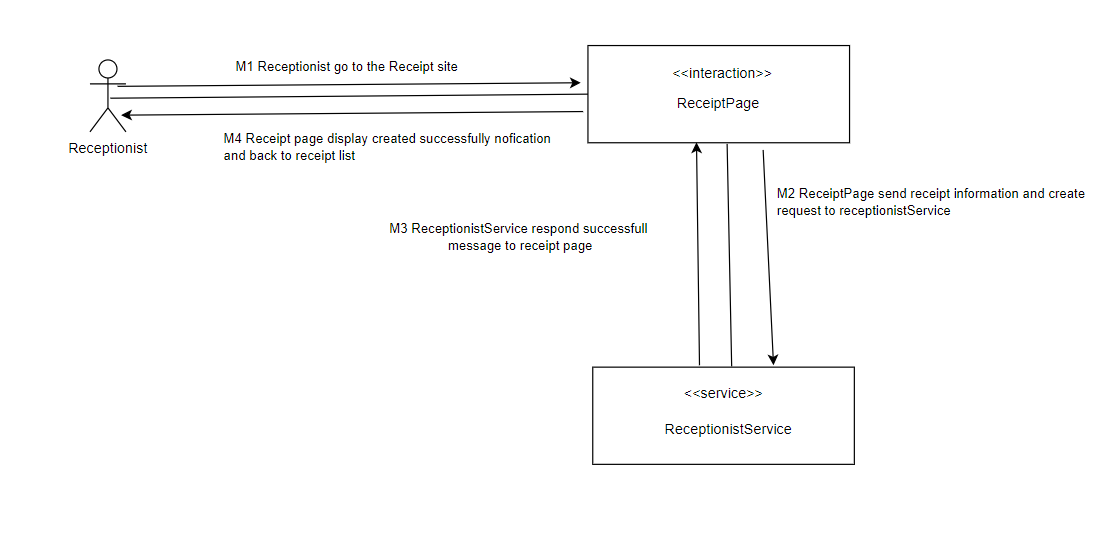 M1 Receptionist go to the Receipt site
<<interaction>>
ReceiptPage
Receptionist
M4 Receipt page display created successfully nofication
and back to receipt list
M2 ReceiptPage send receipt information and create
request to receptionistService
M3 ReceptionistService respond successfull
message to receipt page
<<service>>
ReceptionistService